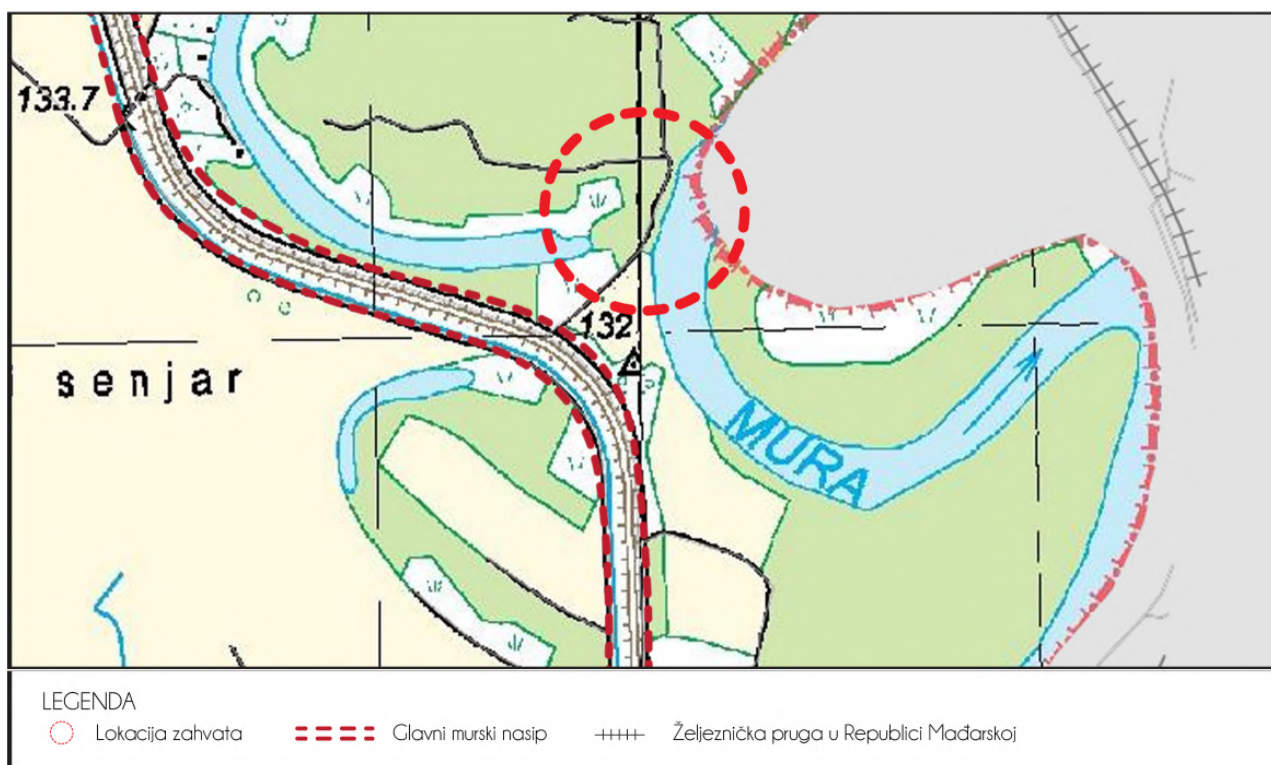 133.7
132
senjar
MURA
LEGENDA
Lokacija zahvata
Glavni murski nasip
Željeznička pruga u Republici Mađarskoj